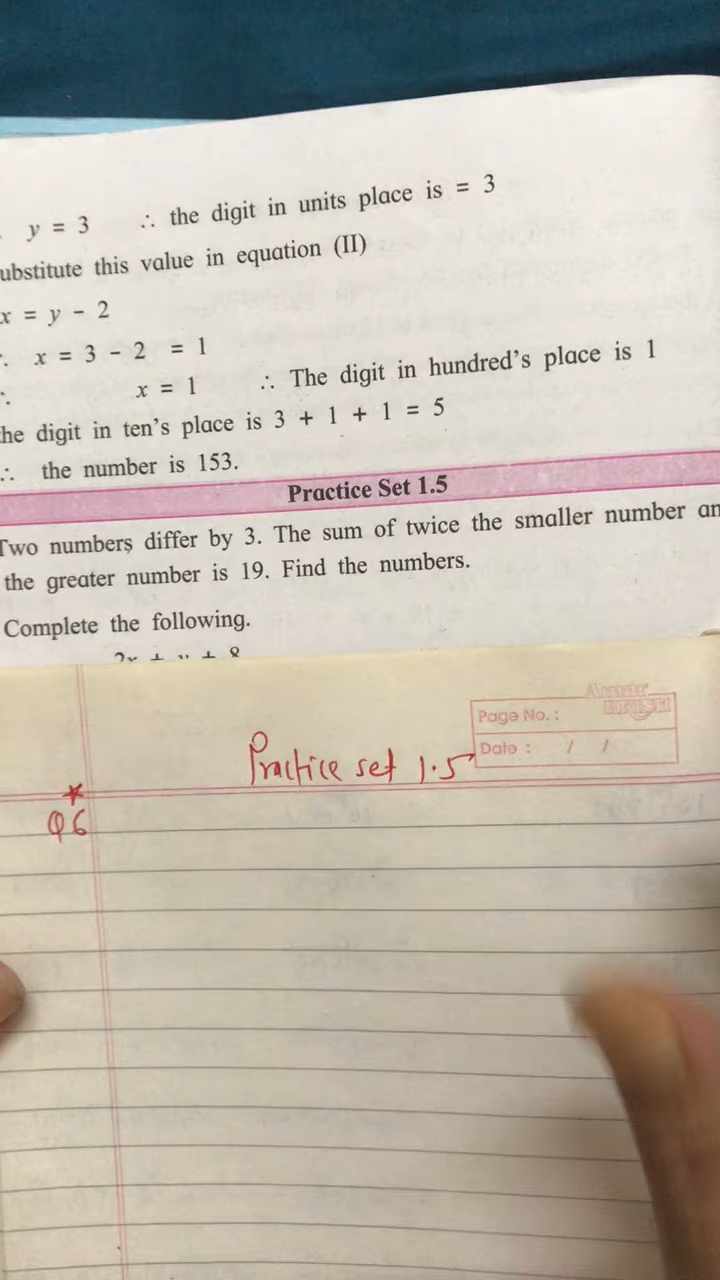 y = 3 ∴ the digit in units place is = 3
ubstitute this value in equation (II)
x = y - 2
∴ x = 3 - 2 = 1
∴ x = 1 ∴ The digit in hundred's place is 1
he digit in ten's place is 3 + 1 + 1 = 5
∴ the number is 153.
Practice Set 1.5
Two numbers differ by 3. The sum of twice the smaller number an
the greater number is 19. Find the numbers.
Complete the following.
2x + y + 8
Page No. :
Date : / /
Practice set 1.5
*
Q6